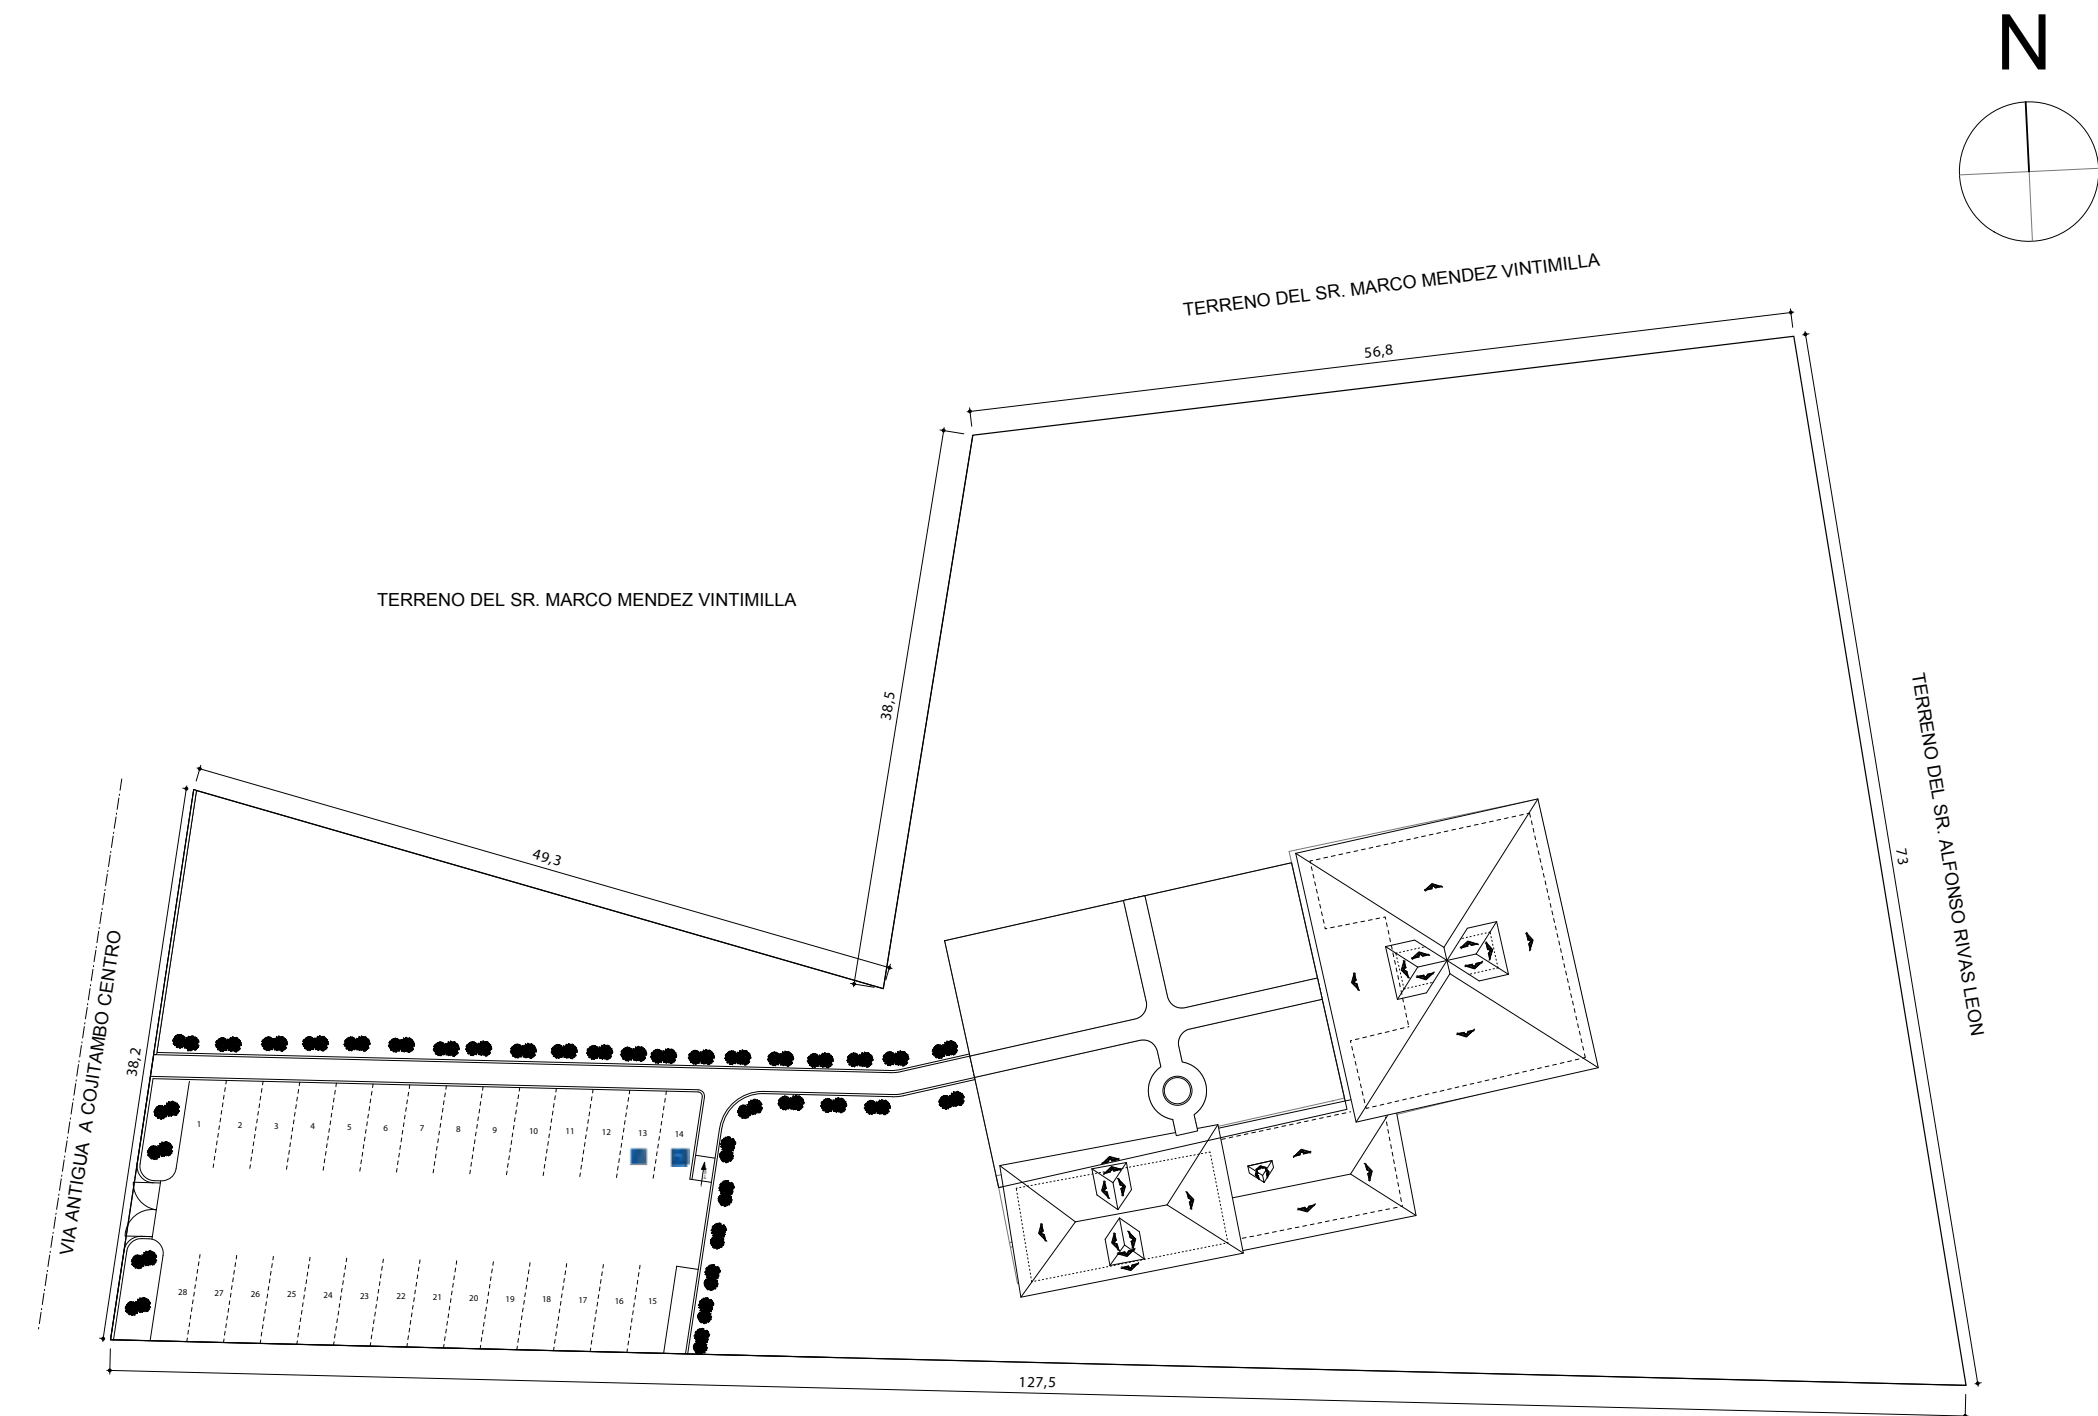 N
TERRENO DEL SR. MARCO MENDEZ VINTIMILLA
56,8
TERRENO DEL SR. MARCO MENDEZ VINTIMILLA
38,5
TERRENO DEL SR. ALFONSO RIVAS LEON
73
49,3
VIA ANTIGUA A COJITAMBO CENTRO
38,2
1 2 3 4 5 6 7 8 9 10 11 12 13 14
28 27 26 25 24 23 22 21 20 19 18 17 16 15
127,5